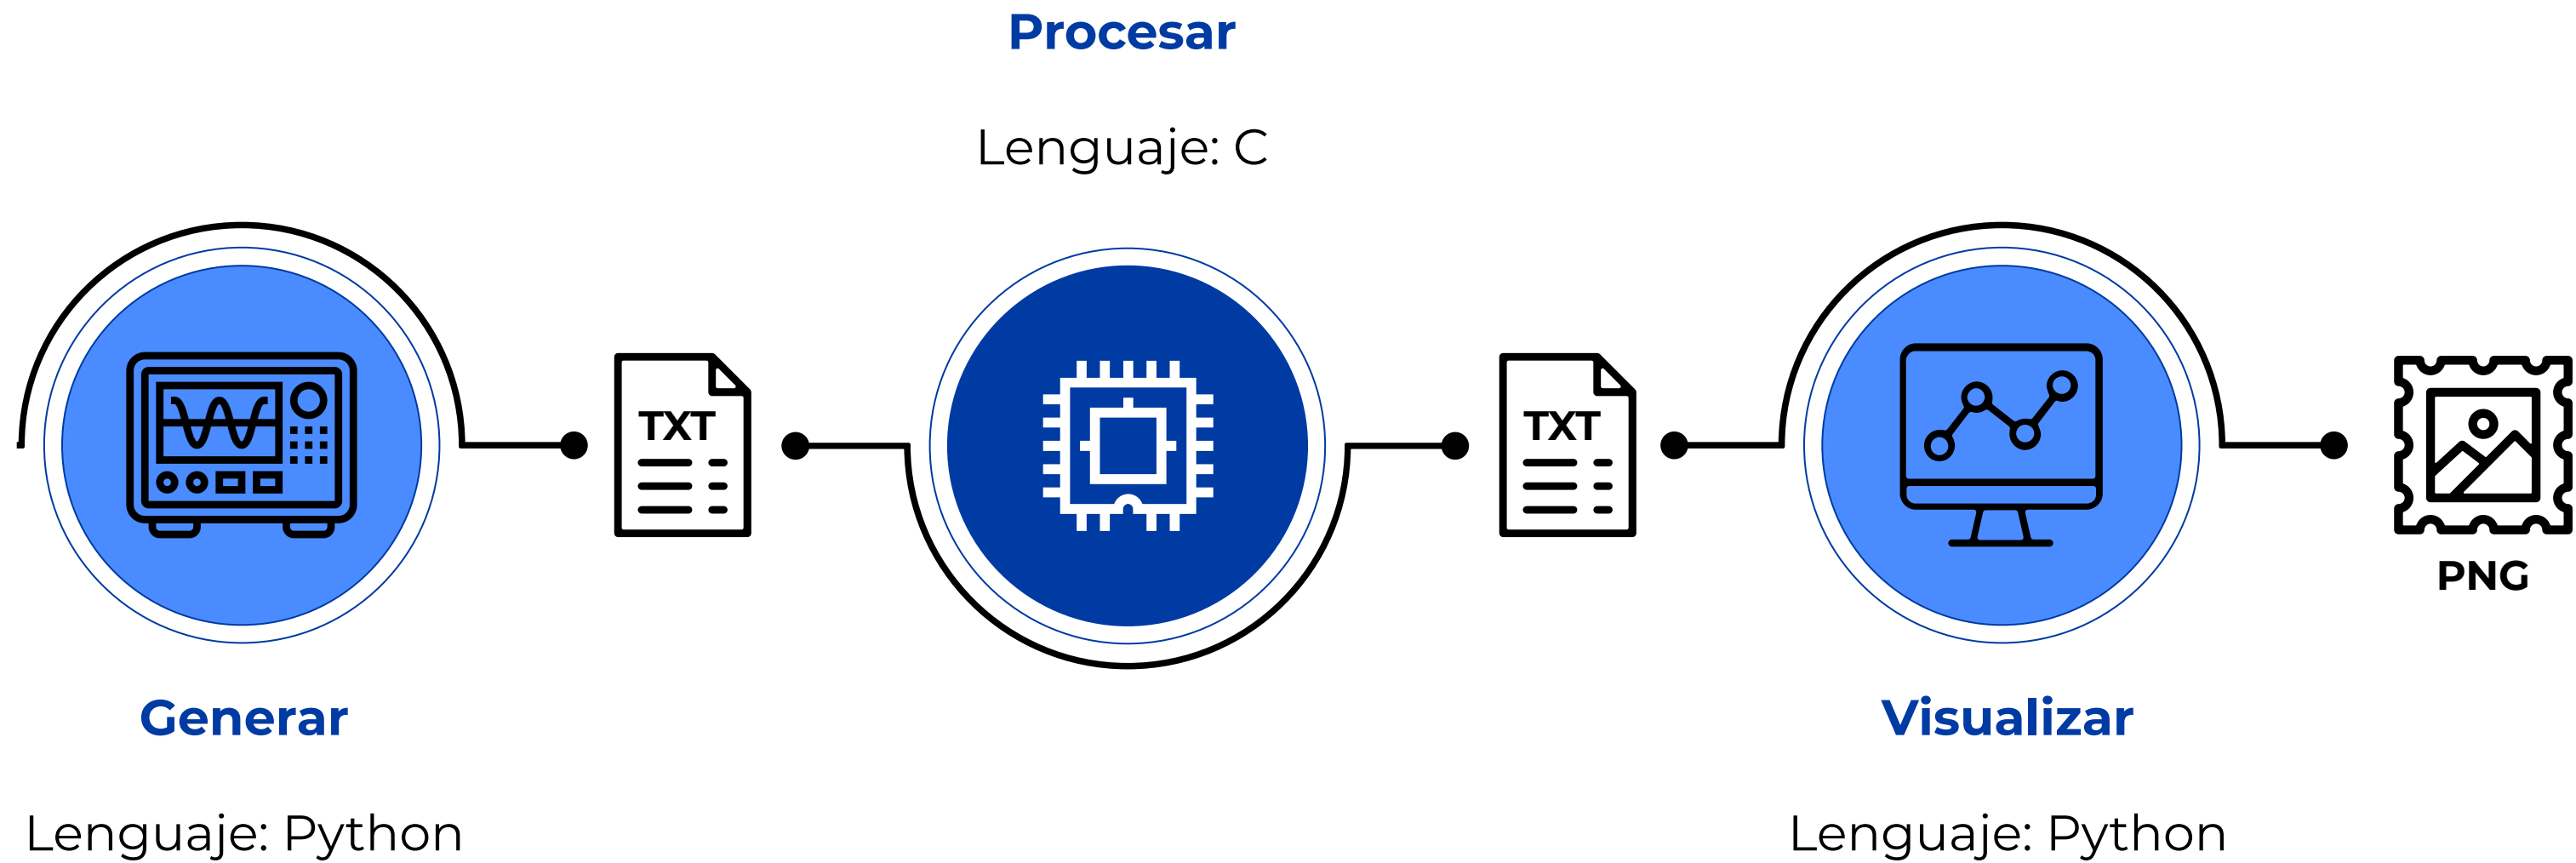 Procesar
Lenguaje: C
TXT
TXT
PNG
Generar
Visualizar
Lenguaje: Python
Lenguaje: Python